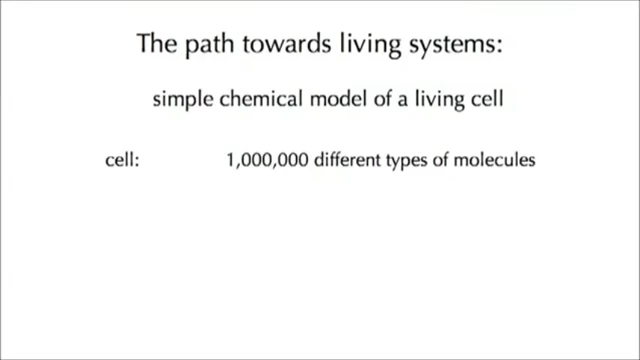 The path towards living systems:
simple chemical model of a living cell
cell: 1,000,000 different types of molecules